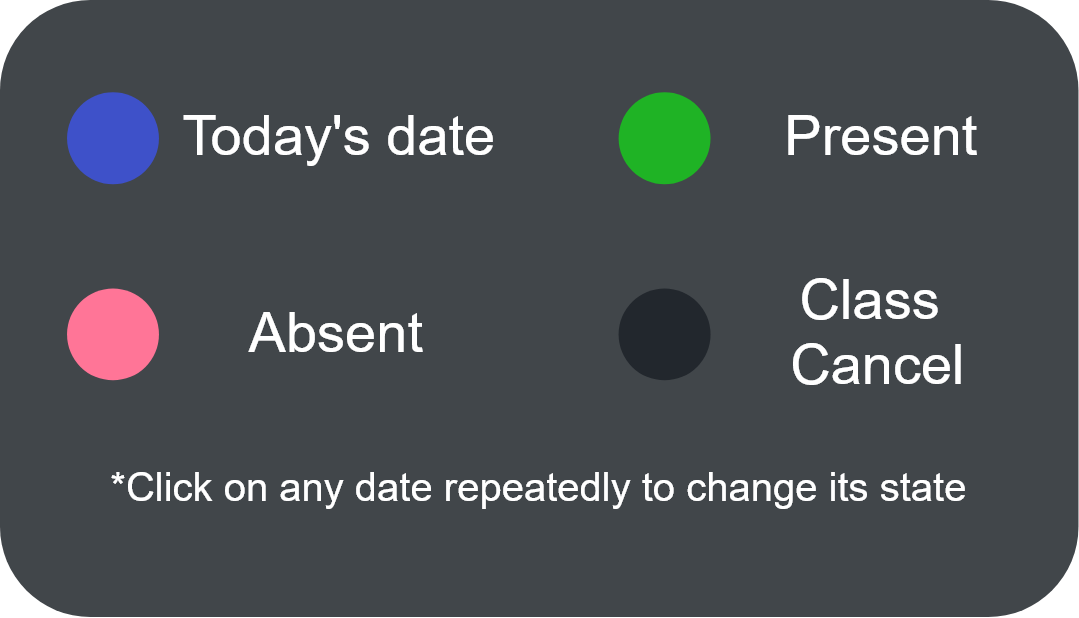 Today's date
Present
Absent
Class
Cancel
*Click on any date repeatedly to change its state